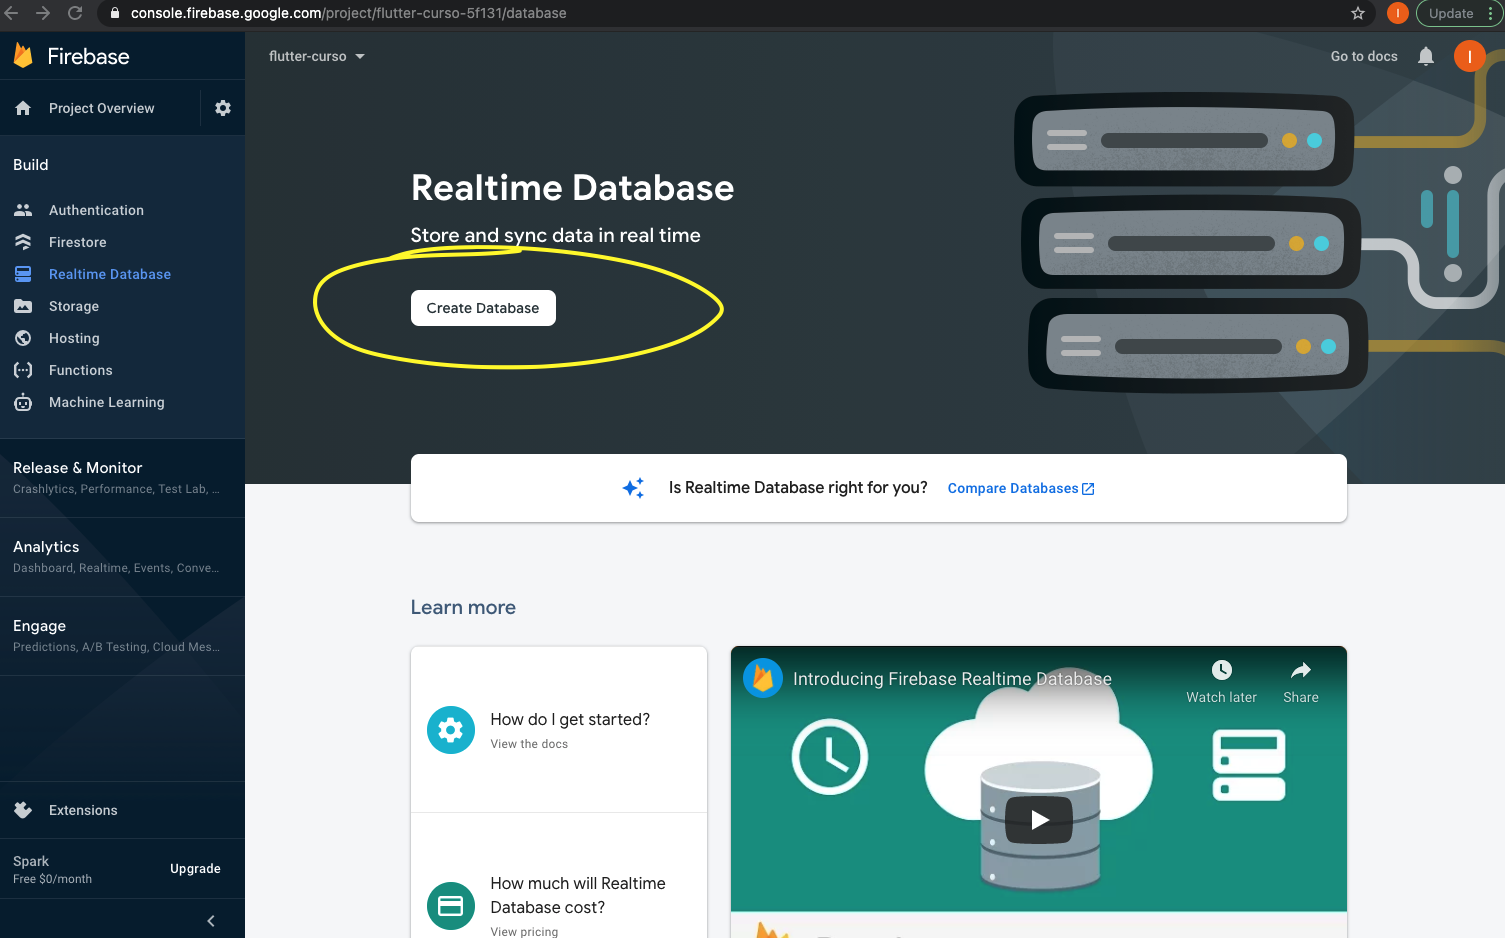 console.firebase.google.com/project/flutter-curso-5f131/database
I
Update
Firebase
flutter-curso
Go to docs
I
Project Overview
Build
Authentication
Firestore
Realtime Database
Storage
Hosting
Functions
Machine Learning
Release & Monitor
Crashlytics, Performance, Test Lab, ...
Analytics
Dashboard, Realtime, Events, Conve...
Engage
Predictions, A/B Testing, Cloud Mes...
Extensions
Spark
Free $0/month
Upgrade
Realtime Database
Store and sync data in real time
Create Database
Is Realtime Database right for you?
Compare Databases
Learn more
How do I get started?
View the docs
How much will Realtime
Database cost?
View pricing
Introducing Firebase Realtime Database
Watch later
Share